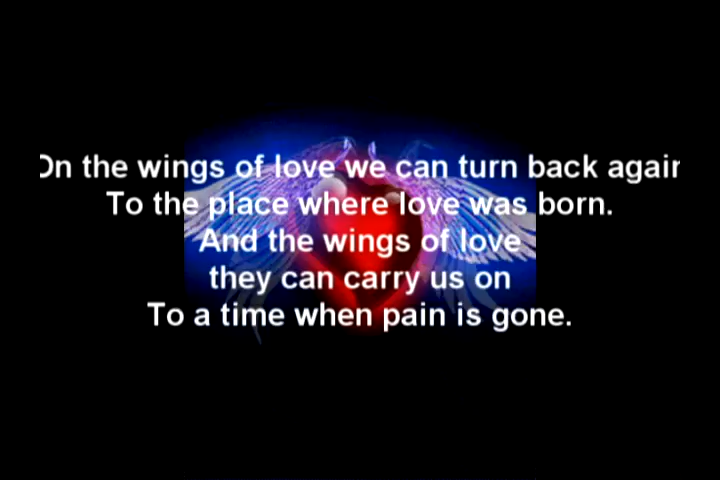 On the wings of love we can turn back again
To the place where love was born.
And the wings of love
they can carry us on
To a time when pain is gone.